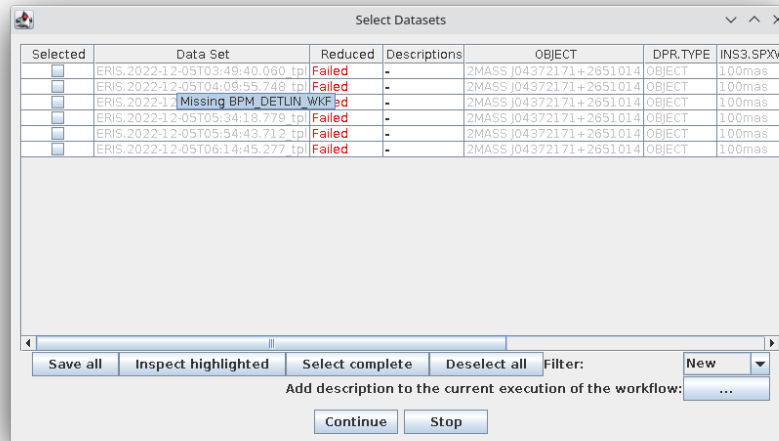 Select Datasets
Selected Data Set Reduced Descriptions OBJECT DPR.TYPE INS3.SPXW
ERIS.2022-12-05T03:49:40.060_tpl Failed - 2MASS J04372171+2651014 OBJECT 100mas
ERIS.2022-12-05T04:09:55.748_tpl Failed - 2MASS J04372171+2651014 OBJECT 100mas
ERIS.2022-12 Missing BPM_DETLIN_WKF - 2MASS J04372171+2651014 OBJECT 100mas
ERIS.2022-12-05T05:34:18.779_tpl Failed - 2MASS J04372171+2651014 OBJECT 100mas
ERIS.2022-12-05T05:54:43.712_tpl Failed - 2MASS J04372171+2651014 OBJECT 100mas
ERIS.2022-12-05T06:14:45.277_tpl Failed - 2MASS J04372171+2651014 OBJECT 100mas
Save all Inspect highlighted Select complete Deselect all Filter: New
Add description to the current execution of the workflow: ...
Continue Stop